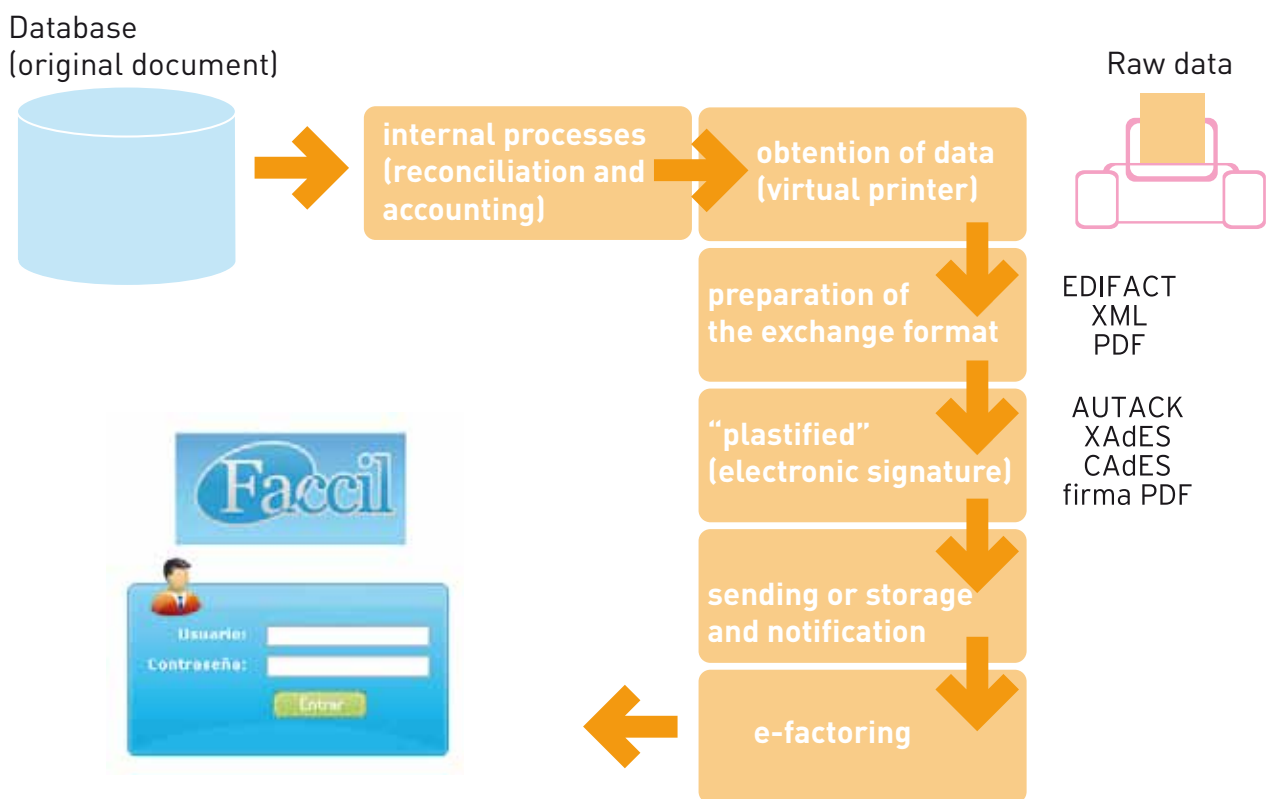 Database
(original document)
Raw data
internal processes
(reconciliation and
accounting)
obtention of data
(virtual printer)
preparation of
the exchange format
EDIFACT
XML
PDF
“plastified”
(electronic signature)
AUTACK
XAdES
CAdES
firma PDF
sending or storage
and notification
e-factoring
Faccil
Usuario:
Contraseña:
Entrar